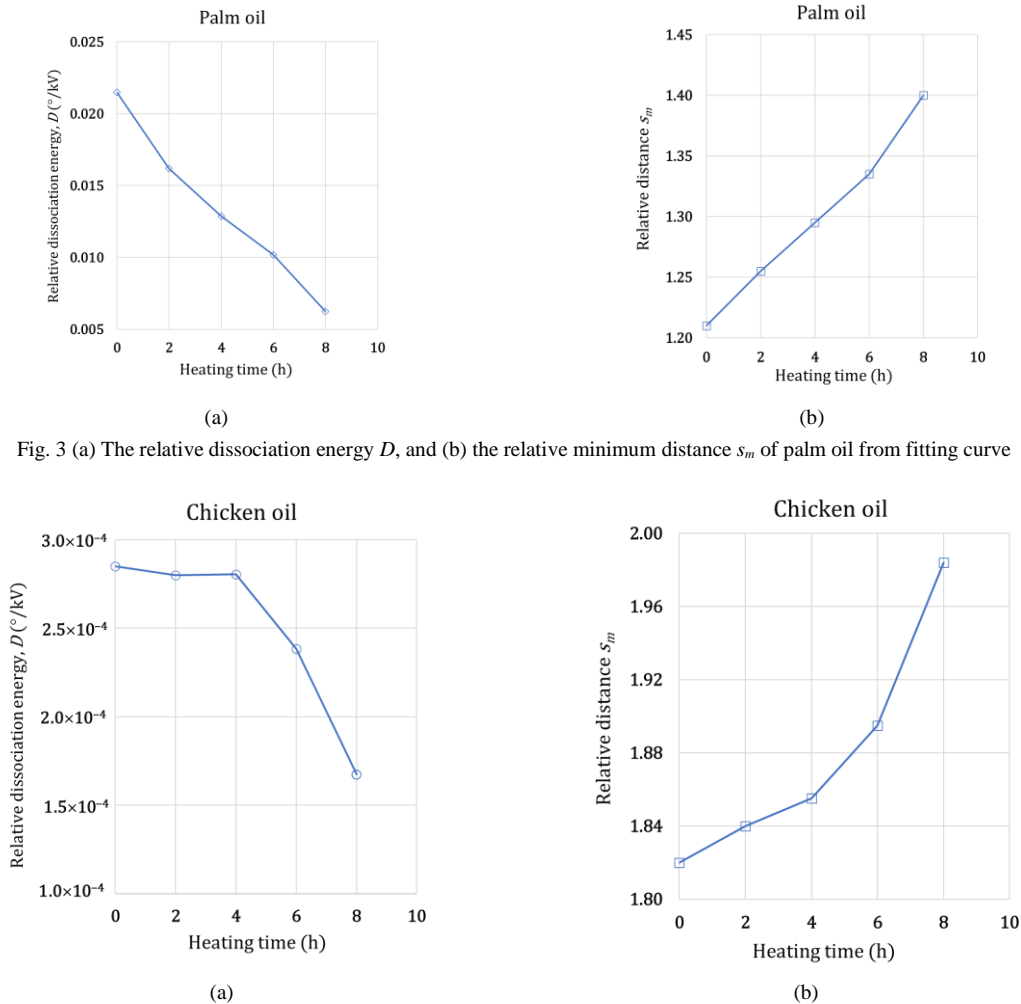 Palm oil
Relative dissociation energy, D (°/kV)
0.025
0.020
0.015
0.010
0.005
0 2 4 6 8 10
Heating time (h)
(a)
Palm oil
Relative distance sm
1.45
1.40
1.35
1.30
1.25
1.20
0 2 4 6 8 10
Heating time (h)
(b)
Fig. 3 (a) The relative dissociation energy D, and (b) the relative minimum distance sm of palm oil from fitting curve
Chicken oil
Relative dissociation energy, D (°/kV)
3.0×10⁻⁴
2.5×10⁻⁴
2.0×10⁻⁴
1.5×10⁻⁴
1.0×10⁻⁴
0 2 4 6 8 10
Heating time (h)
(a)
Chicken oil
Relative distance sm
2.00
1.96
1.92
1.88
1.84
1.80
0 2 4 6 8 10
Heating time (h)
(b)